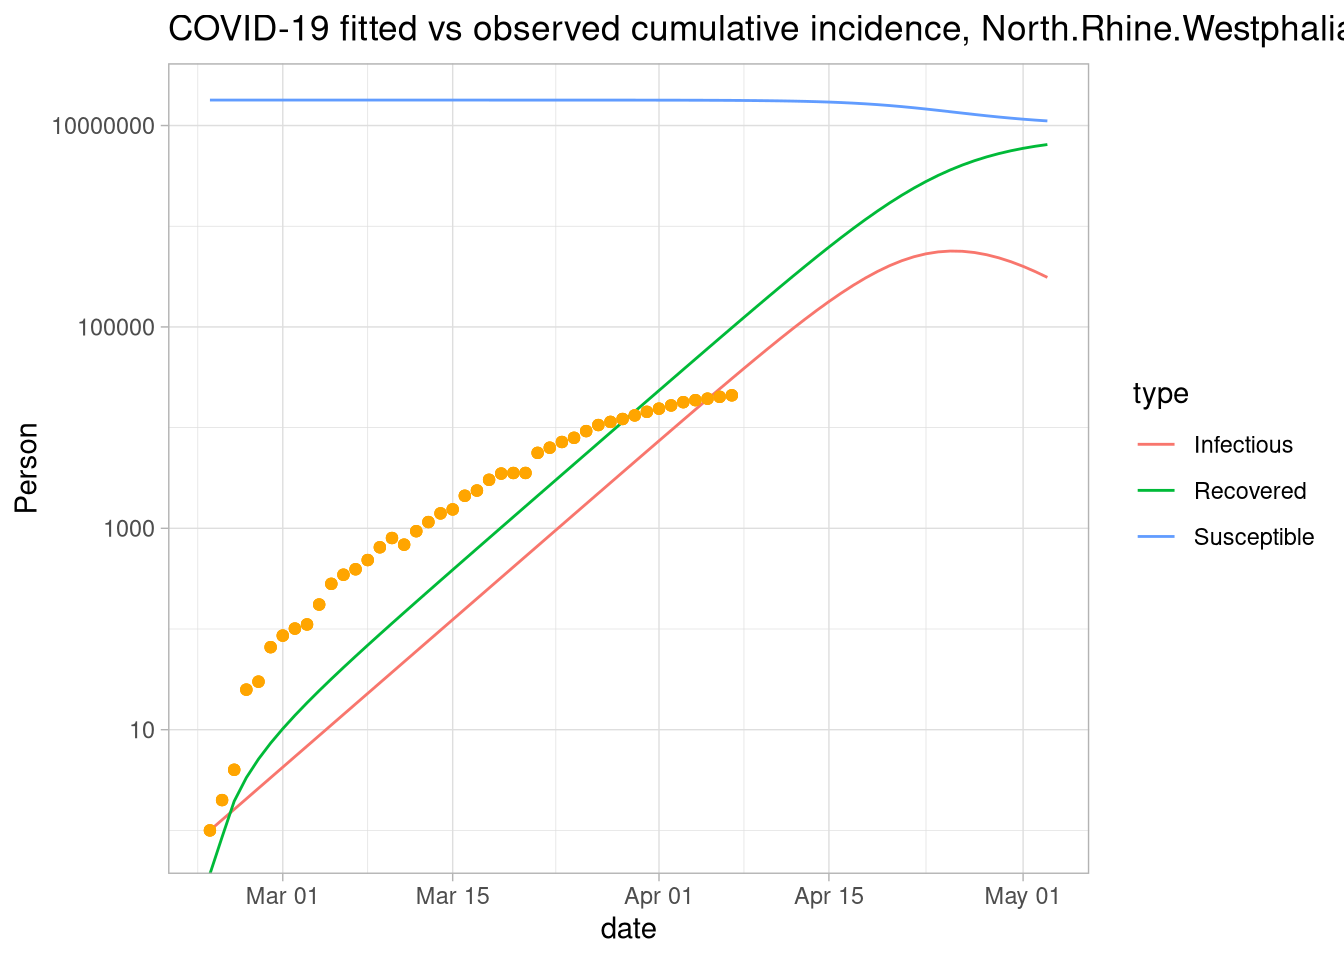 COVID-19 fitted vs observed cumulative incidence, North.Rhine.Westphalia
10000000
100000
1000
10
Person
Mar 01
Mar 15
Apr 01
Apr 15
May 01
date
type
Infectious
Recovered
Susceptible